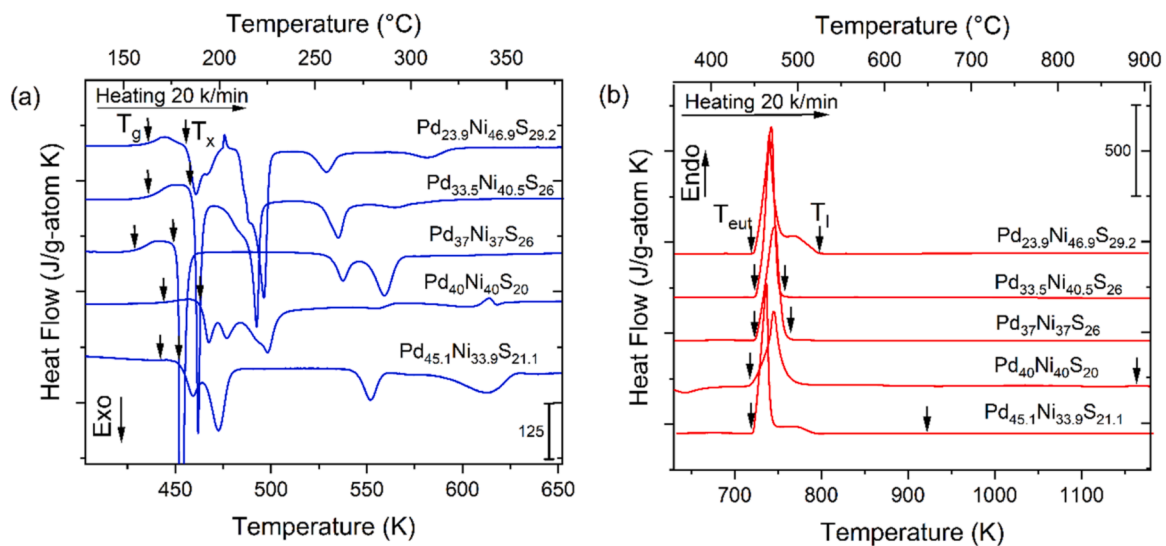 Temperature (°C)
150 200 250 300 350
(a)
Heating 20 k/min
Tg
Tx
Pd23.9Ni46.9S29.2
Pd33.5Ni40.5S26
Pd37Ni37S26
Pd40Ni40S20
Pd45.1Ni33.9S21.1
Exo
125
Heat Flow (J/g-atom K)
450 500 550 600 650
Temperature (K)
Temperature (°C)
400 500 600 700 800 900
(b)
Heating 20 k/min
500
Endo
Teut
Tl
Pd23.9Ni46.9S29.2
Pd33.5Ni40.5S26
Pd37Ni37S26
Pd40Ni40S20
Pd45.1Ni33.9S21.1
Heat Flow (J/g-atom K)
700 800 900 1000 1100
Temperature (K)